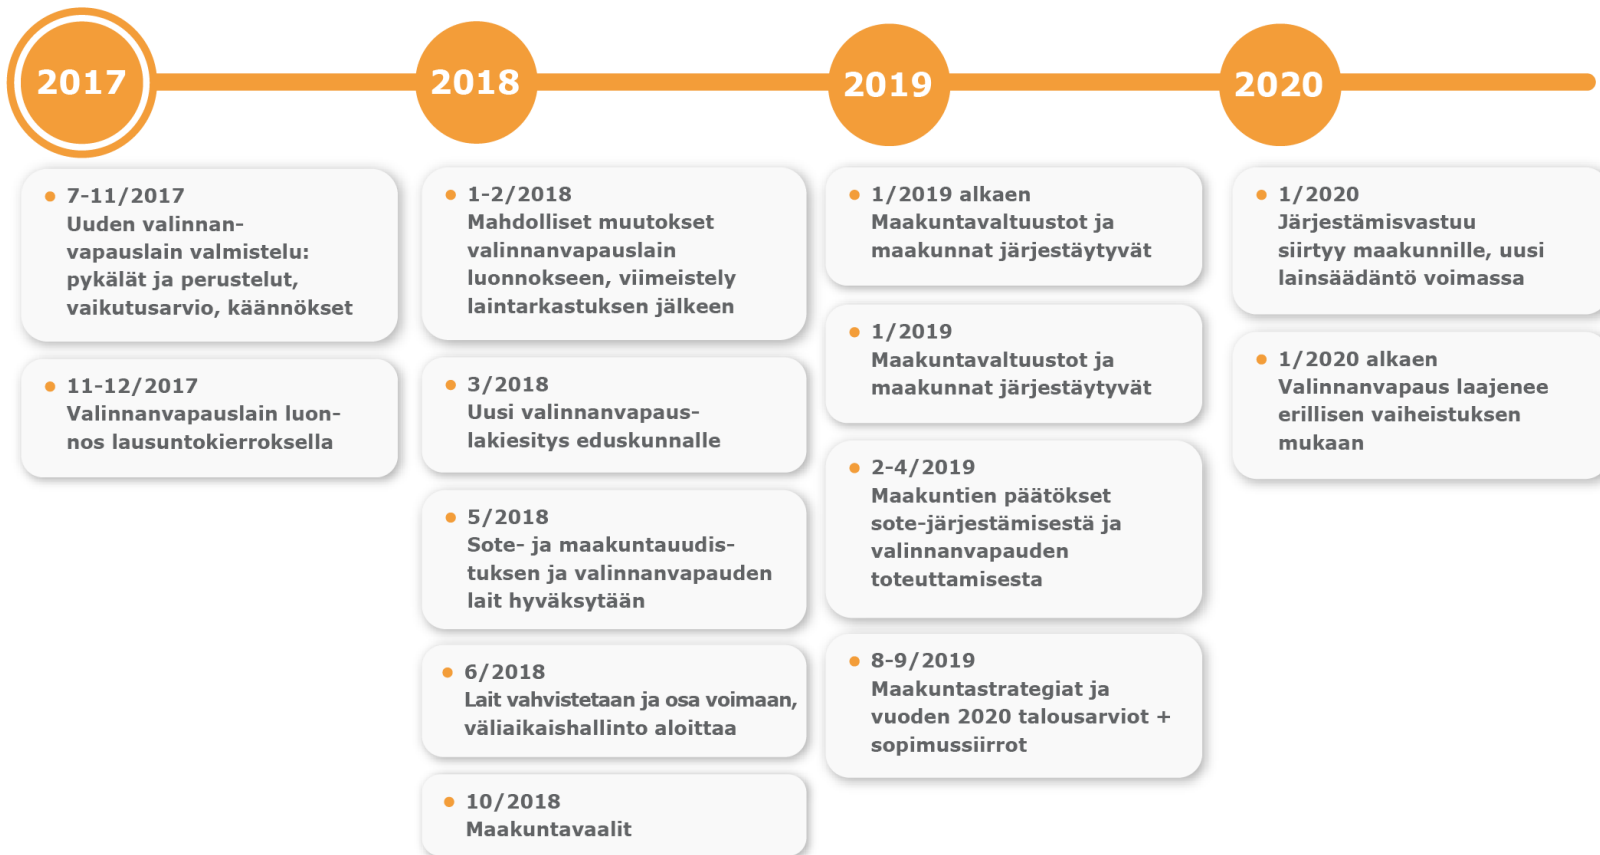 2017
7-11/2017
Uuden valinnan-
vapauslain valmistelu:
pykälät ja perustelut,
vaikutusarvio, käännökset
11-12/2017
Valinnanvapauslain luon-
nos lausuntokierroksella
2018
1-2/2018
Mahdolliset muutokset
valinnanvapauslain
luonnokseen, viimeistely
laintarkastuksen jälkeen
3/2018
Uusi valinnanvapaus-
lakiesitys eduskunnalle
5/2018
Sote- ja maakuntauudis-
tuksen ja valinnanvapauden
lait hyväksytään
6/2018
Lait vahvistetaan ja osa voimaan,
väliaikaishallinto aloittaa
10/2018
Maakuntavaalit
2019
1/2019 alkaen
Maakuntavaltuustot ja
maakunnat järjestäytyvät
1/2019
Maakuntavaltuustot ja
maakunnat järjestäytyvät
2-4/2019
Maakuntien päätökset
sote-järjestämisestä ja
valinnanvapauden
toteuttamisesta
8-9/2019
Maakuntastrategiat ja
vuoden 2020 talousarviot +
sopimussiirrot
2020
1/2020
Järjestämisvastuu
siirtyy maakunnille, uusi
lainsäädäntö voimassa
1/2020 alkaen
Valinnanvapaus laajenee
erillisen vaiheistuksen
mukaan